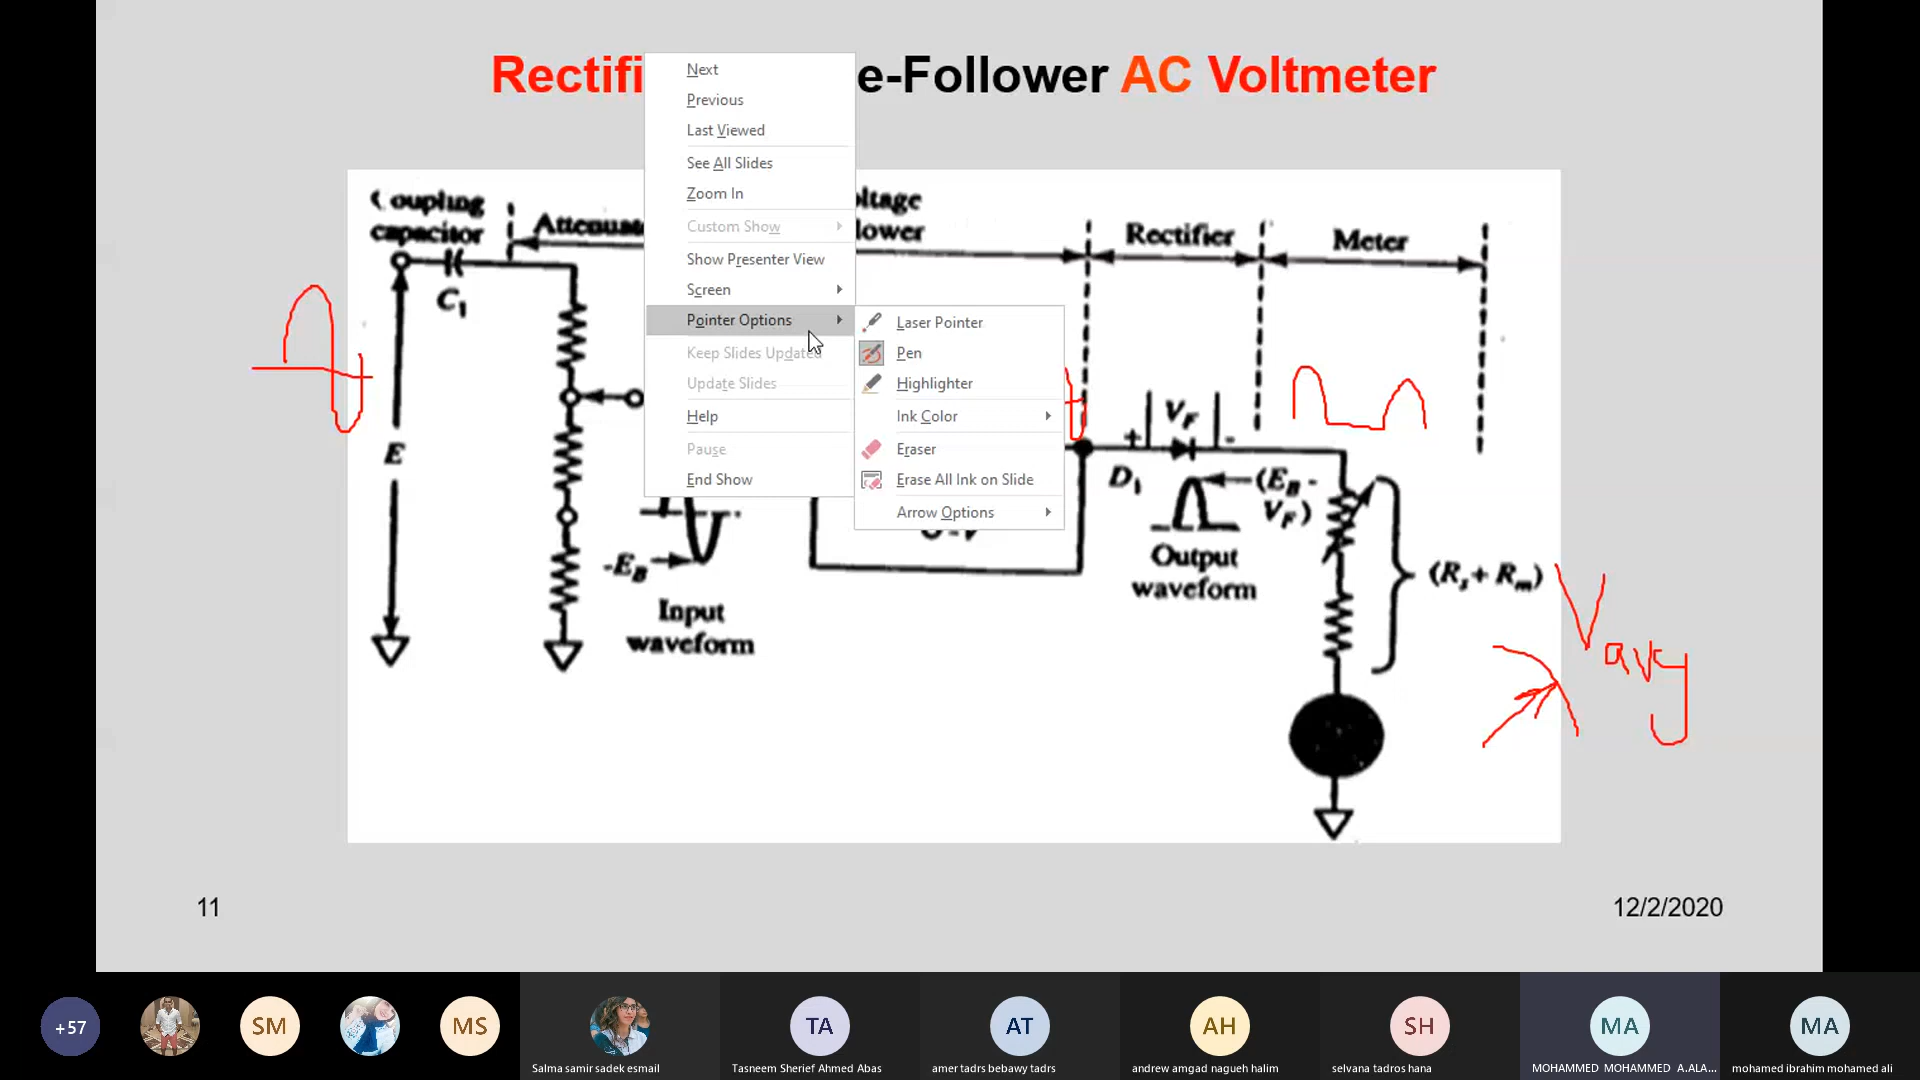 Rectifi e-Follower AC Voltmeter
Next
Previous
Last Viewed
See All Slides
Zoom In
Custom Show
Show Presenter View
Screen
Pointer Options
Keep Slides Updated
Update Slides
Help
Pause
End Show
Laser Pointer
Pen
Highlighter
Ink Color
Eraser
Erase All Ink on Slide
Arrow Options
Coupling
capacitor
Attenuat
ltage
lower
Rectifier
Meter
C1
E
+ VF -
D1
(EB -
VF)
Output
waveform
-EB
Input
waveform
(Rs + Rm)
Vavg
11
12/2/2020
+57
SM
MS
TA
AT
AH
SH
MA
MA
Salma samir sadek esmail
Tasneem Sherief Ahmed Abas
amer tadrs bebawy tadrs
andrew amgad nagueh halim
selvana tadros hana
MOHAMMED MOHAMMED A.ALA...
mohamed ibrahim mohamed ali